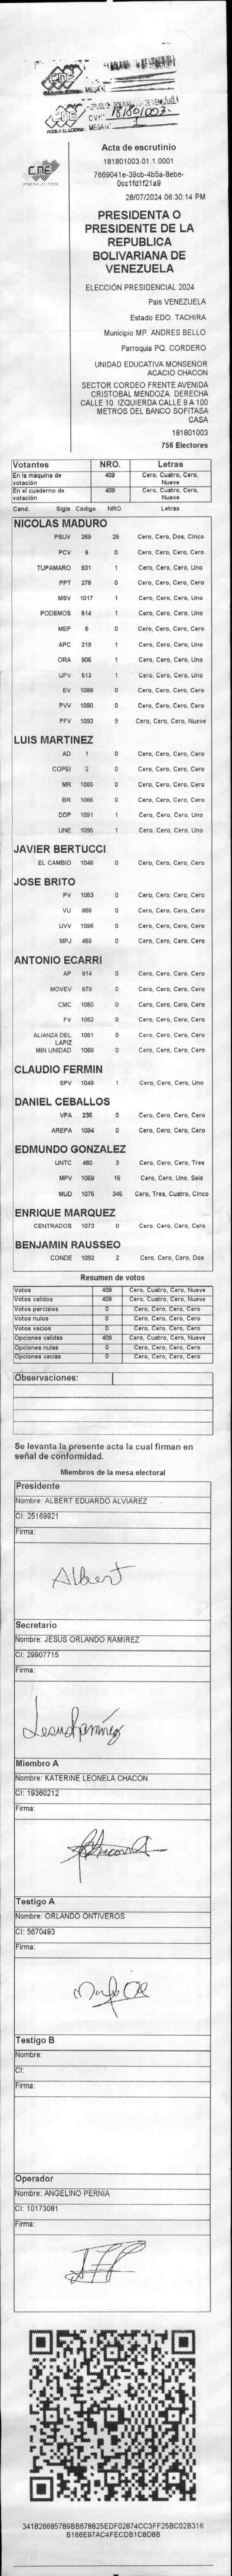 CNE
CNE
PODER ELECTORAL
CVE: 181801003
MESA Nº
CNE
Acta de escrutinio
181801003.01.1.0001
7669041e-39cb-4b5a-8ebe-
0cc1fd1f21a9
28/07/2024 06:30:14 PM
PRESIDENTA O
PRESIDENTE DE LA
REPUBLICA
BOLIVARIANA DE
VENEZUELA
ELECCIÓN PRESIDENCIAL 2024
Pais VENEZUELA
Estado EDO. TACHIRA
Municipio MP. ANDRES BELLO
Parroquia PQ. CORDERO
UNIDAD EDUCATIVA MONSEÑOR
ACACIO CHACON
SECTOR CORDEO FRENTE AVENIDA
CRISTOBAL MENDOZA. DERECHA
CALLE 10. IZQUIERDA CALLE 9 A 100
METROS DEL BANCO SOFITASA
CASA
181801003
756 Electores
Votantes NRO. Letras
En la máquina de votación 409 Cero, Cuatro, Cero, Nueve
En el cuaderno de votación 409 Cero, Cuatro, Cero, Nueve
Cand. Sigla Código NRO. Letras
NICOLAS MADURO
PSUV 269 25 Cero, Cero, Dos, Cinco
PCV 9 0 Cero, Cero, Cero, Cero
TUPAMARO 931 1 Cero, Cero, Cero, Uno
PPT 276 0 Cero, Cero, Cero, Cero
MSV 1017 1 Cero, Cero, Cero, Uno
PODEMOS 514 1 Cero, Cero, Cero, Uno
MEP 6 0 Cero, Cero, Cero, Cero
APC 219 1 Cero, Cero, Cero, Uno
ORA 906 1 Cero, Cero, Cero, Uno
UPV 513 1 Cero, Cero, Cero, Uno
EV 1089 0 Cero, Cero, Cero, Cero
PVV 1090 0 Cero, Cero, Cero, Cero
PFV 1093 9 Cero, Cero, Cero, Nueve
LUIS MARTINEZ
AD 1 0 Cero, Cero, Cero, Cero
COPEI 2 0 Cero, Cero, Cero, Cero
MR 1065 0 Cero, Cero, Cero, Cero
BR 1066 0 Cero, Cero, Cero, Cero
DDP 1091 1 Cero, Cero, Cero, Uno
UNE 1095 1 Cero, Cero, Cero, Uno
JAVIER BERTUCCI
EL CAMBIO 1048 0 Cero, Cero, Cero, Cero
JOSE BRITO
PV 1053 0 Cero, Cero, Cero, Cero
VU 868 0 Cero, Cero, Cero, Cero
UVV 1096 0 Cero, Cero, Cero, Cero
MPJ 458 0 Cero, Cero, Cero, Cero
ANTONIO ECARRI
AP 814 0 Cero, Cero, Cero, Cero
MOVEV 678 0 Cero, Cero, Cero, Cero
CMC 1050 0 Cero, Cero, Cero, Cero
FV 1052 0 Cero, Cero, Cero, Cero
ALIANZA DEL LAPIZ 1051 0 Cero, Cero, Cero, Cero
MIN UNIDAD 1068 0 Cero, Cero, Cero, Cero
CLAUDIO FERMIN
SPV 1049 1 Cero, Cero, Cero, Uno
DANIEL CEBALLOS
VPA 236 0 Cero, Cero, Cero, Cero
AREPA 1094 0 Cero, Cero, Cero, Cero
EDMUNDO GONZALEZ
UNTC 460 3 Cero, Cero, Cero, Tres
MPV 1069 16 Cero, Cero, Uno, Seis
MUD 1075 345 Cero, Tres, Cuatro, Cinco
ENRIQUE MARQUEZ
CENTRADOS 1073 0 Cero, Cero, Cero, Cero
BENJAMIN RAUSSEO
CONDE 1092 2 Cero, Cero, Cero, Dos
Resumen de votos
Votos 409 Cero, Cuatro, Cero, Nueve
Votos validos 409 Cero, Cuatro, Cero, Nueve
Votos parciales 0 Cero, Cero, Cero, Cero
Votos nulos 0 Cero, Cero, Cero, Cero
Votos vacios 0 Cero, Cero, Cero, Cero
Opciones validas 409 Cero, Cuatro, Cero, Nueve
Opciones nulas 0 Cero, Cero, Cero, Cero
Opciones vacias 0 Cero, Cero, Cero, Cero
Observaciones:
Se levanta la presente acta la cual firman en
señal de conformidad.
Miembros de la mesa electoral
Presidente
Nombre: ALBERT EDUARDO ALVIAREZ
CI: 25169921
Firma:
Albert
Secretario
Nombre: JESUS ORLANDO RAMIREZ
CI: 29907715
Firma:
Miembro A
Nombre: KATERINE LEONELA CHACON
CI: 19360212
Firma:
Testigo A
Nombre: ORLANDO ONTIVEROS
CI: 5670493
Firma:
Testigo B
Nombre:
CI:
Firma:
Operador
Nombre: ANGELINO PERNIA
CI: 10173081
Firma:
341826685789BB678825EDF02874CC3FF25BC02B316
B166E97AC4FECDB1C8D8B